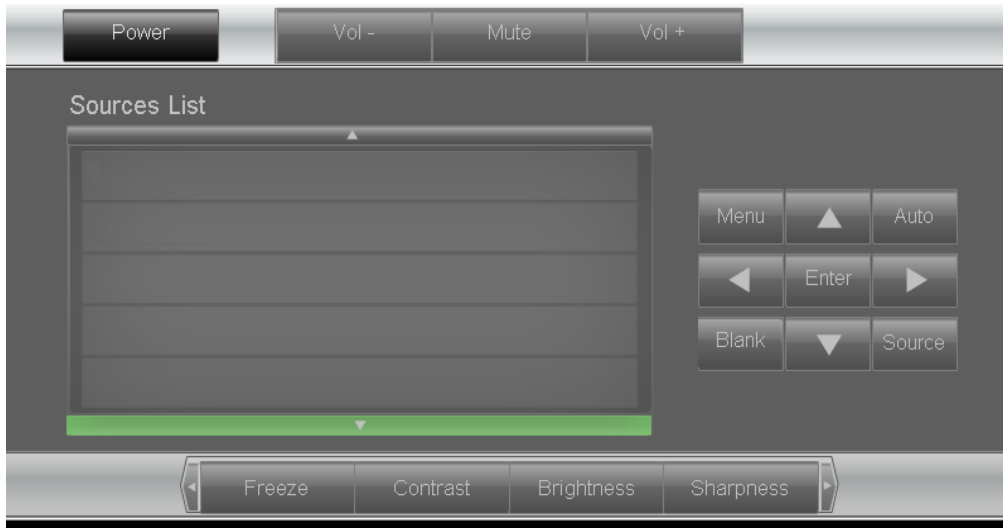 Power Vol - Mute Vol +
Sources List
Menu Auto
Enter
Blank Source
Freeze Contrast Brightness Sharpness